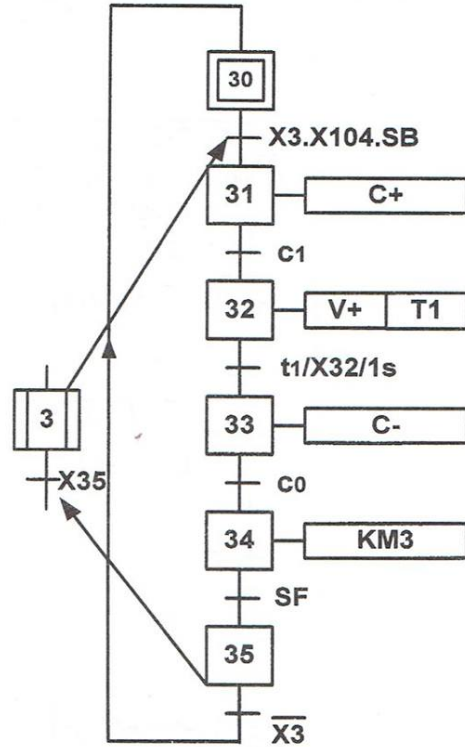 30
X3.X104.SB
31 C+
c1
32 V+ T1
t1/X32/1s
3
33 C-
X35
c0
34 KM3
SF
35
X̅3̅